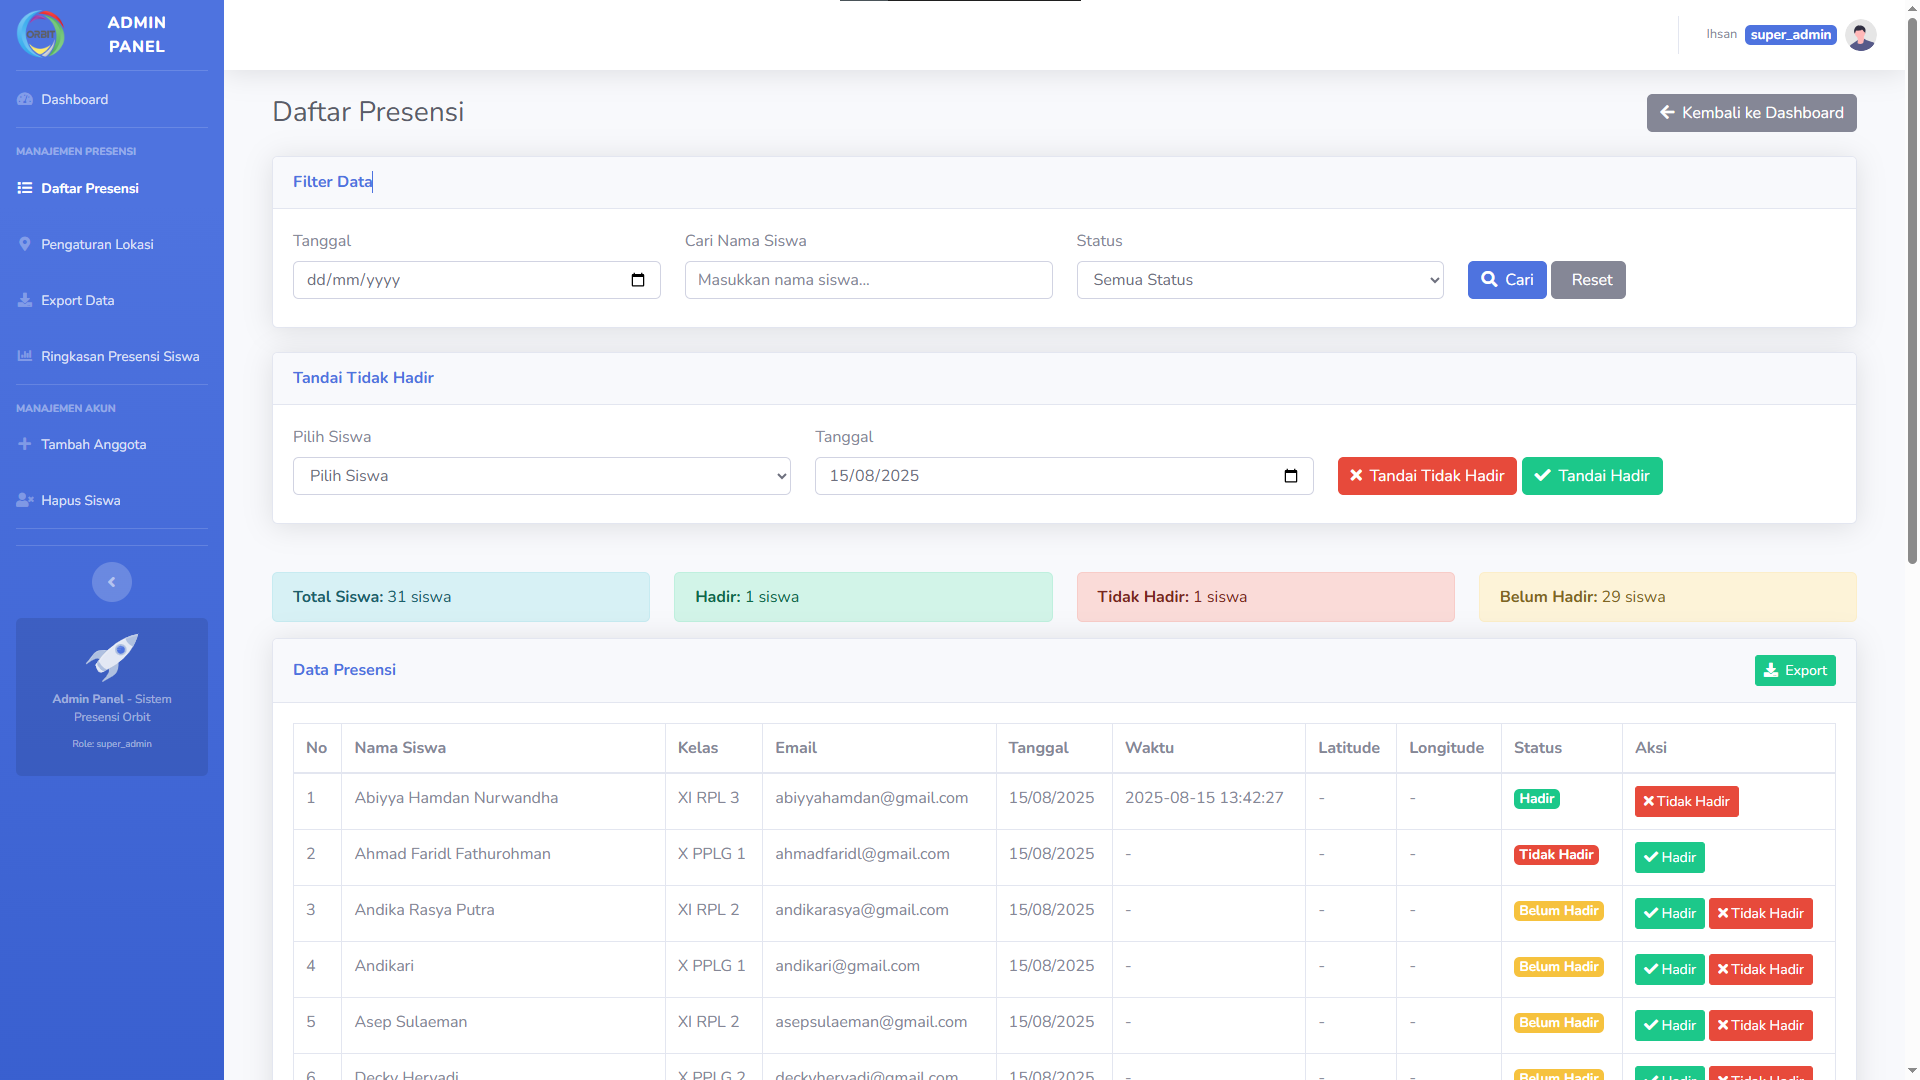 ORBIT
ADMIN
PANEL
Dashboard
MANAJEMEN PRESENSI
Daftar Presensi
Pengaturan Lokasi
Export Data
Ringkasan Presensi Siswa
MANAJEMEN AKUN
Tambah Anggota
Hapus Siswa
Admin Panel - Sistem
Presensi Orbit
Role: super_admin
Ihsan super_admin
Daftar Presensi
Kembali ke Dashboard
Filter Data
Tanggal Cari Nama Siswa Status
dd/mm/yyyy Masukkan nama siswa... Semua Status Cari Reset
Tandai Tidak Hadir
Pilih Siswa Tanggal
Pilih Siswa 15/08/2025 Tandai Tidak Hadir Tandai Hadir
Total Siswa: 31 siswa Hadir: 1 siswa Tidak Hadir: 1 siswa Belum Hadir: 29 siswa
Data Presensi Export
No Nama Siswa Kelas Email Tanggal Waktu Latitude Longitude Status Aksi
1 Abiyya Hamdan Nurwandha XI RPL 3 abiyyahamdan@gmail.com 15/08/2025 2025-08-15 13:42:27 - - Hadir Tidak Hadir
2 Ahmad Faridl Fathurohman X PPLG 1 ahmadfaridl@gmail.com 15/08/2025 - - - Tidak Hadir Hadir
3 Andika Rasya Putra XI RPL 2 andikarasya@gmail.com 15/08/2025 - - - Belum Hadir Hadir Tidak Hadir
4 Andikari X PPLG 1 andikari@gmail.com 15/08/2025 - - - Belum Hadir Hadir Tidak Hadir
5 Asep Sulaeman XI RPL 2 asepsulaeman@gmail.com 15/08/2025 - - - Belum Hadir Hadir Tidak Hadir
6 Decky Heryadi X PPLG 2 deckyheryadi@gmail.com 15/08/2025 - - - Belum Hadir Hadir Tidak Hadir